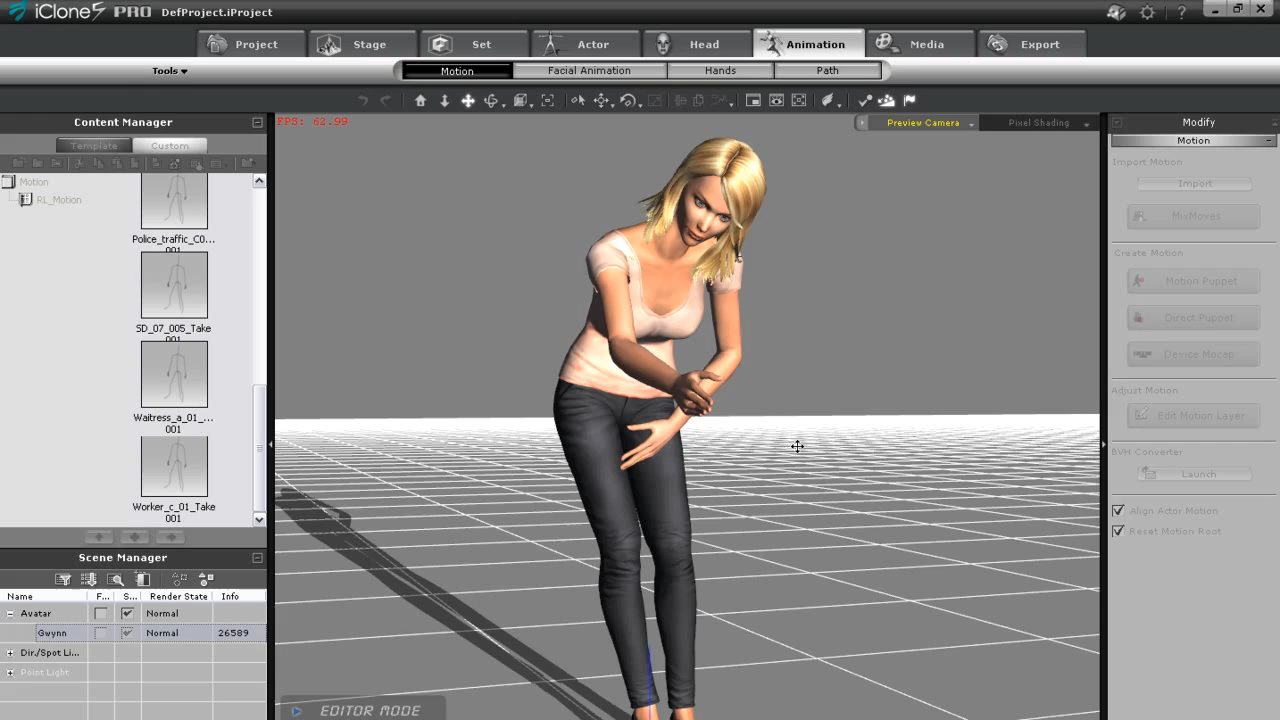 iClone5 PRO DefProject.iProject
Project Stage Set Actor Head Animation Media Export
Tools Motion Facial Animation Hands Path
Content Manager
FPS: 62.99
Preview Camera Pixel Shading
Modify
Template Custom
Motion
Motion
RL_Motion
Import Motion
Import
MixMoves
Police_traffic_C0...
001
Create Motion
Motion Puppet
Direct Puppet
SD_07_005_Take
001
Device Mocap
Adjust Motion
Waitress_a_01_...
001
Edit Motion Layer
BVH Converter
Launch
Worker_c_01_Take
001
Align Actor Motion
Reset Motion Root
Scene Manager
Name F... S... Render State Info
Avatar Normal
Gwynn Normal 26589
Dir./Spot Li...
Point Light
EDITOR MODE